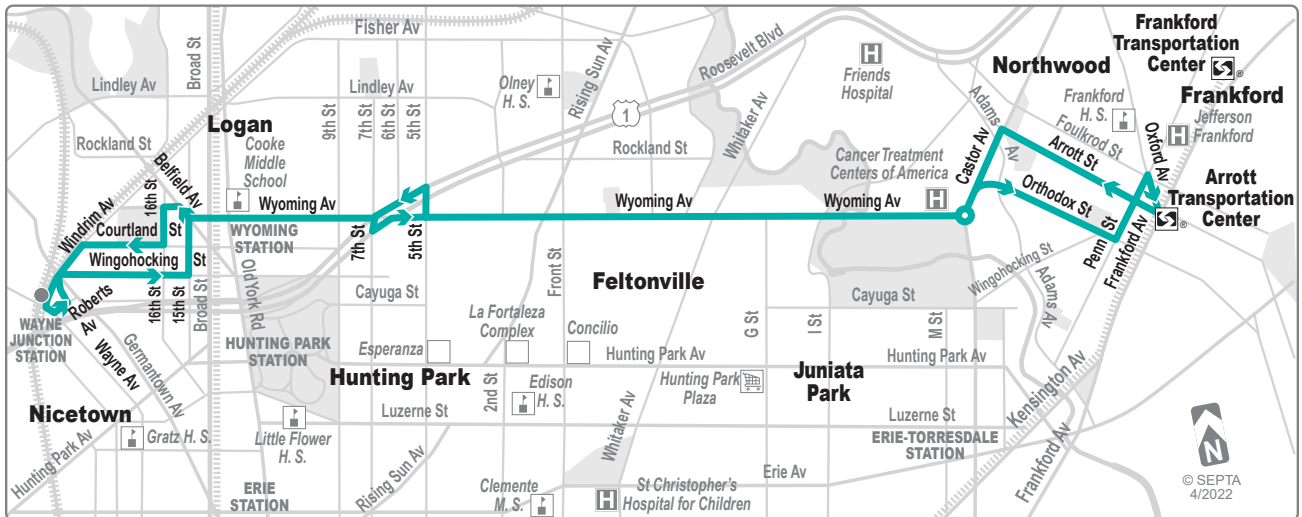 Fisher Av
Broad St
Lindley Av
Logan
Rockland St
Cooke
Middle
School
Belfield Av
16th St
Windrim Av
Courtland
St
Wingohocking
St
Roberts
Av
16th St
15th St
Broad St
WAYNE
JUNCTION
STATION
Wayne Av
Germantown Av
Nicetown
Gratz H. S.
Hunting Park Av
Wyoming Av
WYOMING
STATION
Old York Rd
HUNTING PARK
STATION
Little Flower
H. S.
ERIE
STATION
9th St
7th St
6th St
5th St
Lindley Av
Olney
H. S.
Rising Sun Av
Roosevelt Blvd
1
Rockland St
Whitaker Av
7th St
5th St
Wyoming Av
Front St
Feltonville
Cayuga St
La Fortaleza
Complex
Concilio
Esperanza
Hunting Park
Hunting Park Av
2nd St
Edison
H. S.
Luzerne St
Rising Sun Av
Clemente
M. S.
Whitaker Av
H
St Christopher's
Hospital for Children
Erie Av
G St
Hunting Park
Plaza
I St
Juniata
Park
Cayuga St
M St
Hunting Park Av
Luzerne St
ERIE-TORRESDALE
STATION
H
Friends
Hospital
Cancer Treatment
Centers of America
H
Wyoming Av
Castor Av
Adams
Av
Northwood
Frankford
H. S.
Foulkrod St
Arrott St
Orthodox St
Penn St
Frankford Av
Oxford Av
Frankford
Transportation
Center
®
Frankford
H
Jefferson
Frankford
Arrott
Transportation
Center
®
Wingohocking St
Adams Av
Kensington Av
Frankford Av
N
© SEPTA
4/2022